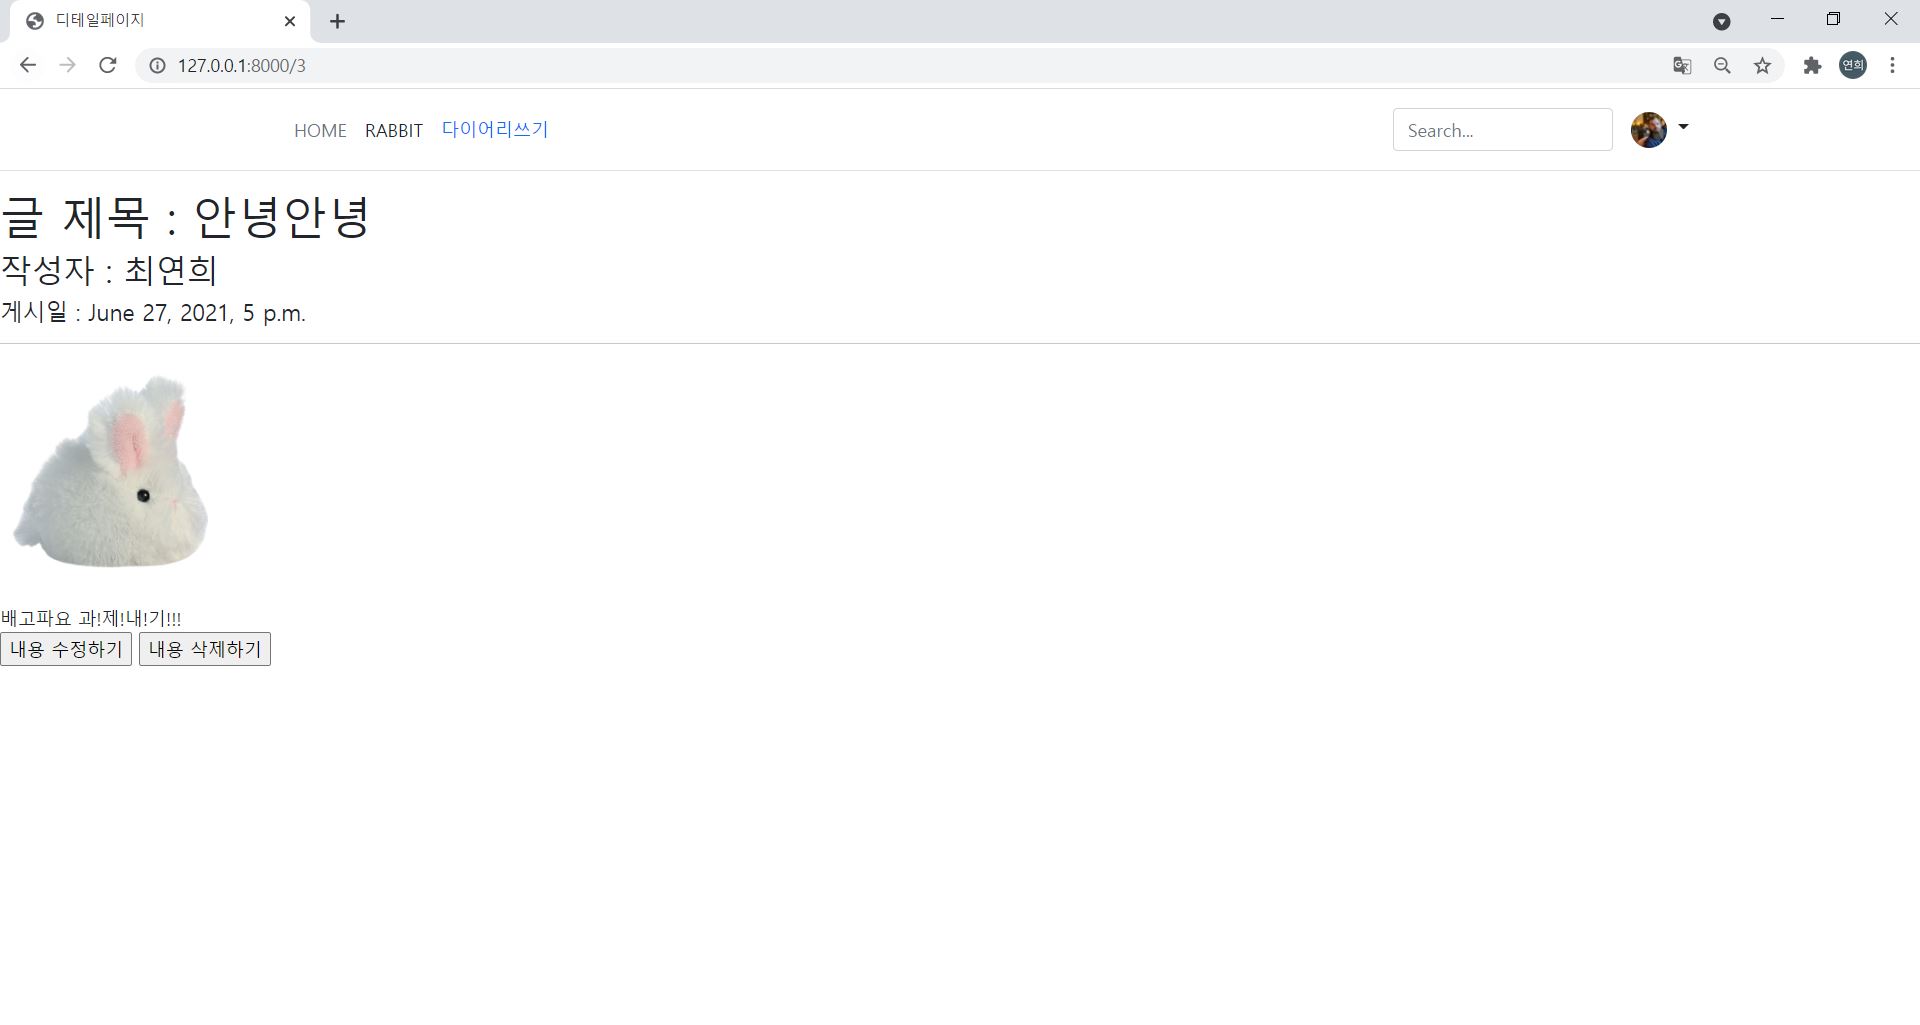 디테일페이지
127.0.0.1:8000/3
연희
HOME RABBIT 다이어리쓰기 Search...
글 제목 : 안녕안녕
작성자 : 최연희
게시일 : June 27, 2021, 5 p.m.
배고파요 과!제!내!기!!!
내용 수정하기 내용 삭제하기